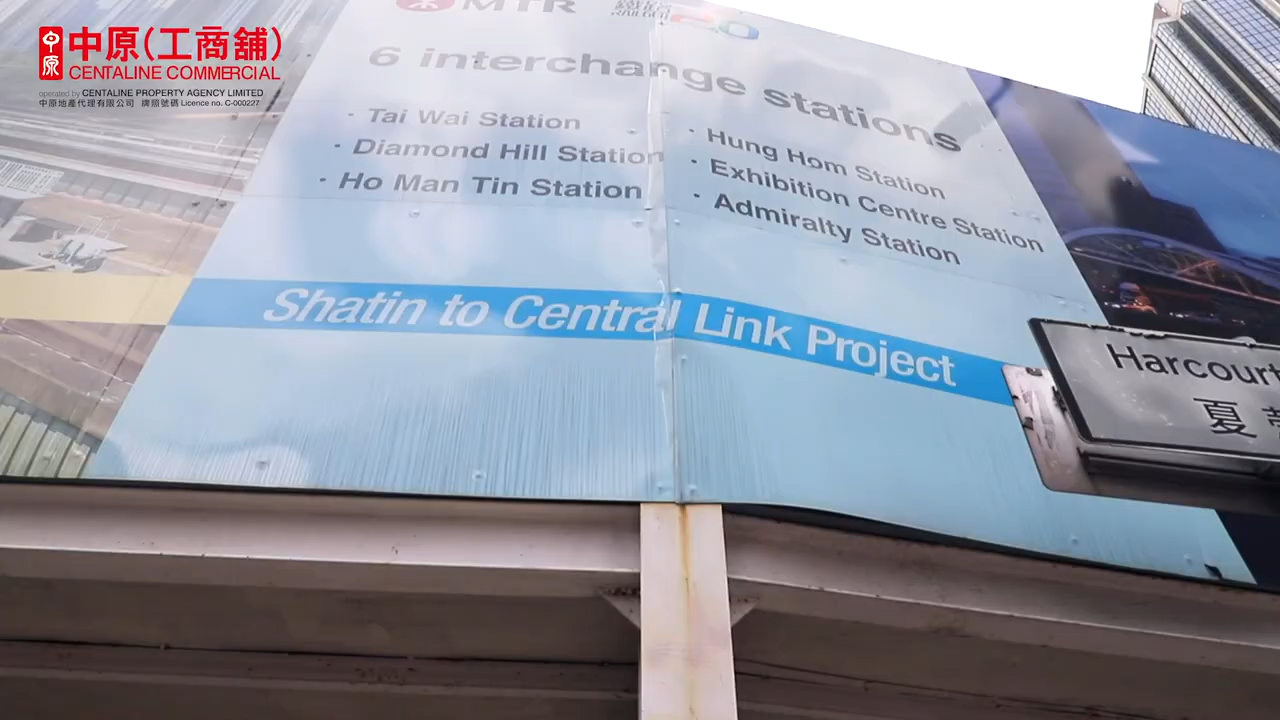 中原(工商舖)
CENTALINE COMMERCIAL
operated by CENTALINE PROPERTY AGENCY LIMITED
中原地產代理有限公司 牌照號碼 Licence no. C-000227
MTR
6 interchange stations
· Tai Wai Station
· Diamond Hill Station
· Ho Man Tin Station
· Hung Hom Station
· Exhibition Centre Station
· Admiralty Station
Shatin to Central Link Project
Harcourt
夏